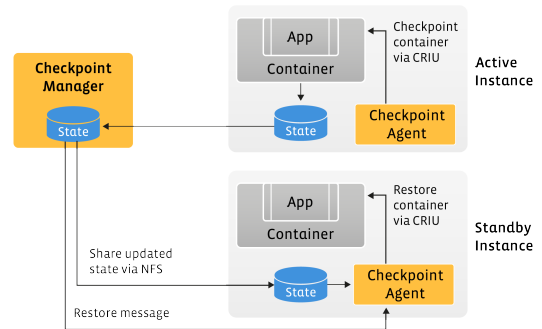 Checkpoint
Manager
State
App
Container
State
Checkpoint
container
via CRIU
Checkpoint
Agent
Active
Instance
App
Container
State
Restore
container
via CRIU
Checkpoint
Agent
Standby
Instance
Share updated
state via NFS
Restore message